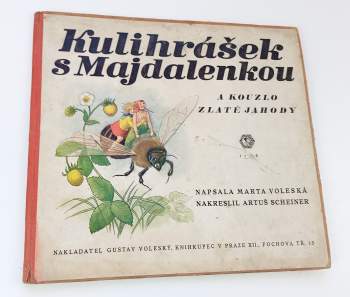 Kulihrášek
s Majdalenkou
A KOUZLO
ZLATÉ JAHODY
NAPSALA MARTA VOLESKÁ
NAKRESLIL ARTUŠ SCHEINER
NAKLADATEL GUSTAV VOLESKÝ, KNIHKUPEC V PRAZE XII., FOCHOVA TŘ.